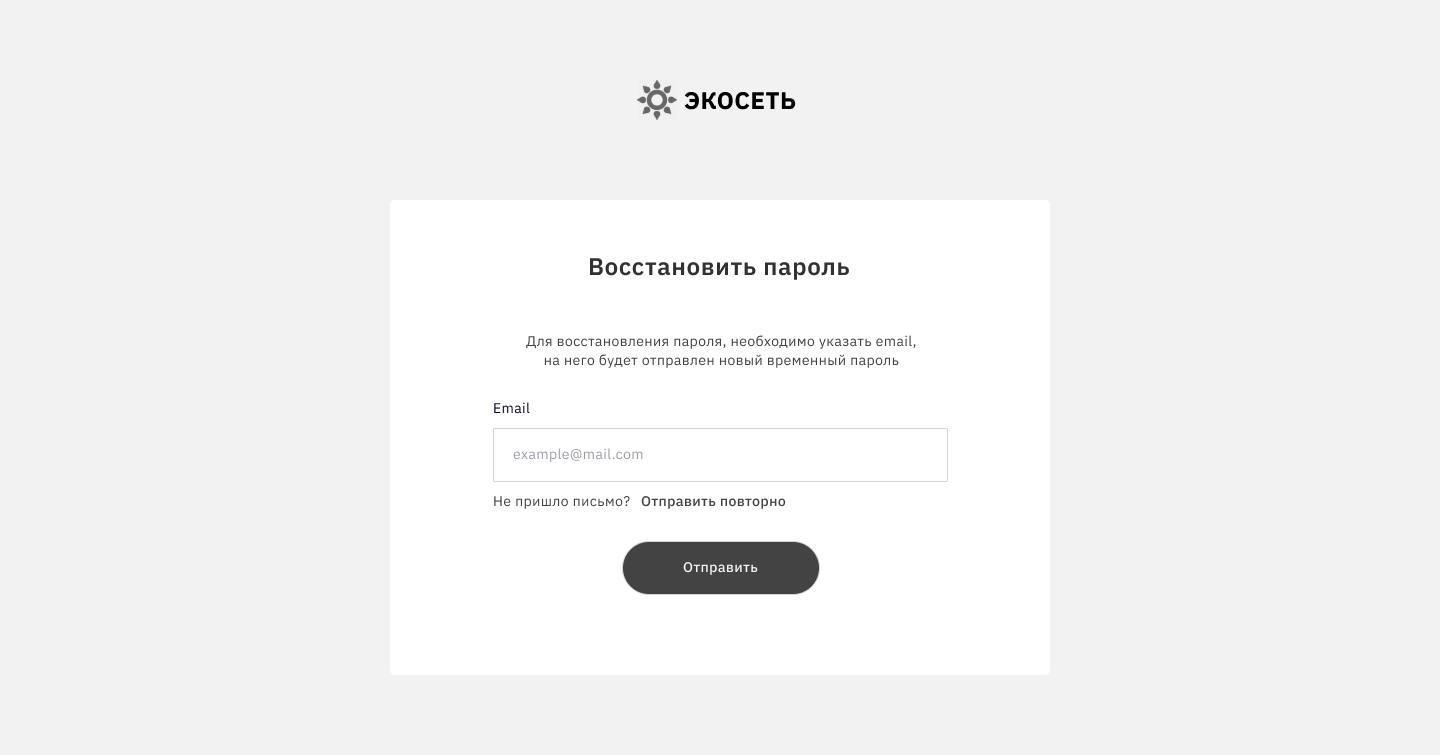 ЭКОСЕТЬ
Восстановить пароль
Для восстановления пароля, необходимо указать email,
на него будет отправлен новый временный пароль
Email
example@mail.com
Не пришло письмо? Отправить повторно
Отправить